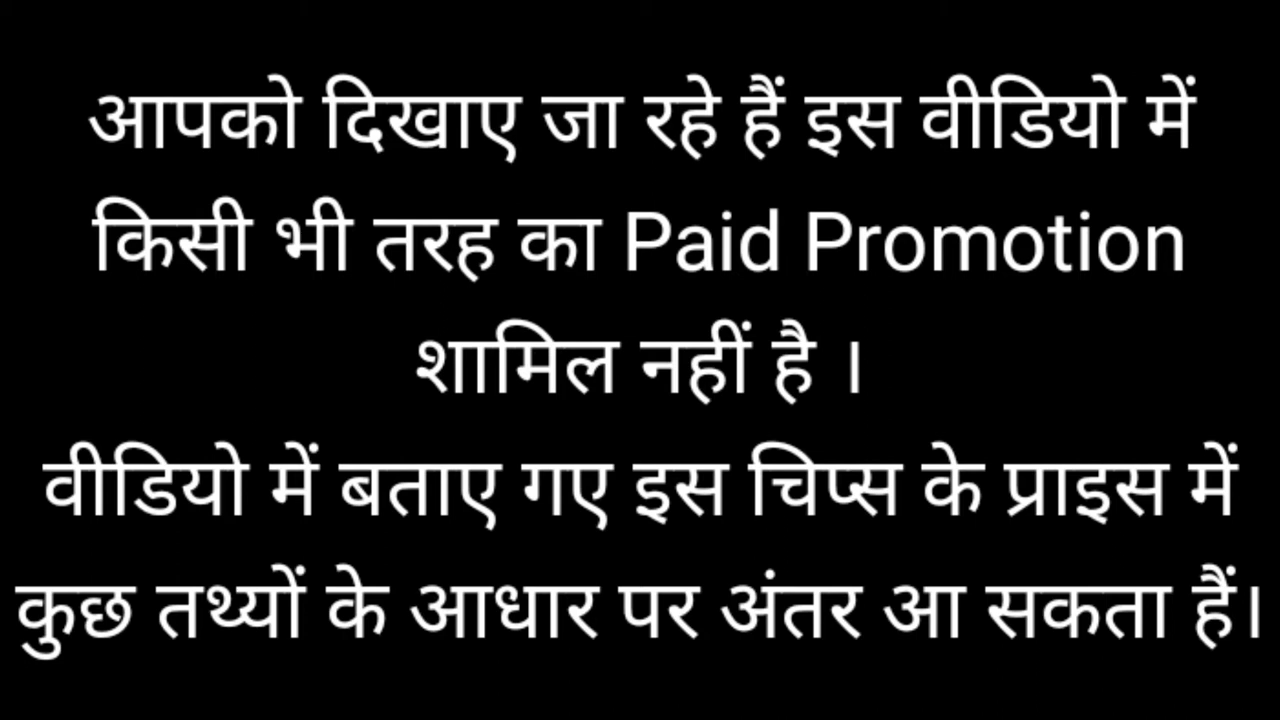 आपको दिखाए जा रहे हैं इस वीडियो में
किसी भी तरह का Paid Promotion
शामिल नहीं है ।
वीडियो में बताए गए इस चिप्स के प्राइस में
कुछ तथ्यों के आधार पर अंतर आ सकता हैं।